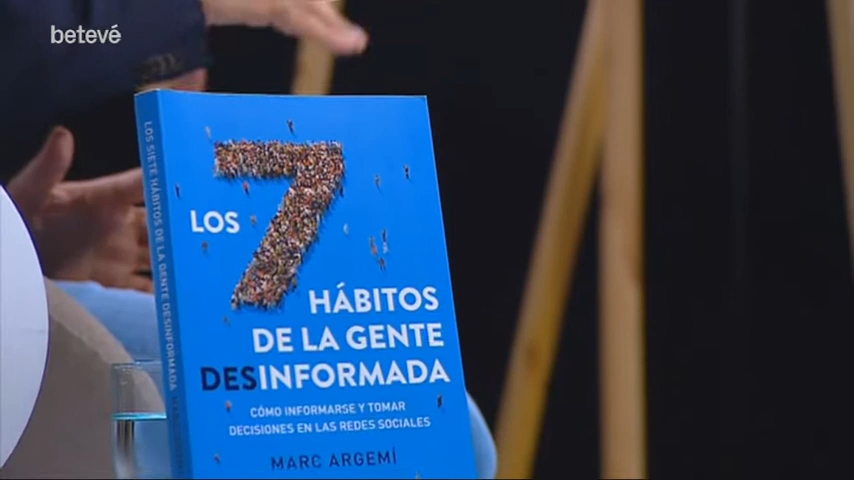 betevé
LOS SIETE HÁBITOS DE LA GENTE DESINFORMADA
LOS 7
HÁBITOS
DE LA GENTE
DESINFORMADA
CÓMO INFORMARSE Y TOMAR
DECISIONES EN LAS REDES SOCIALES
MARC ARGEMÍ